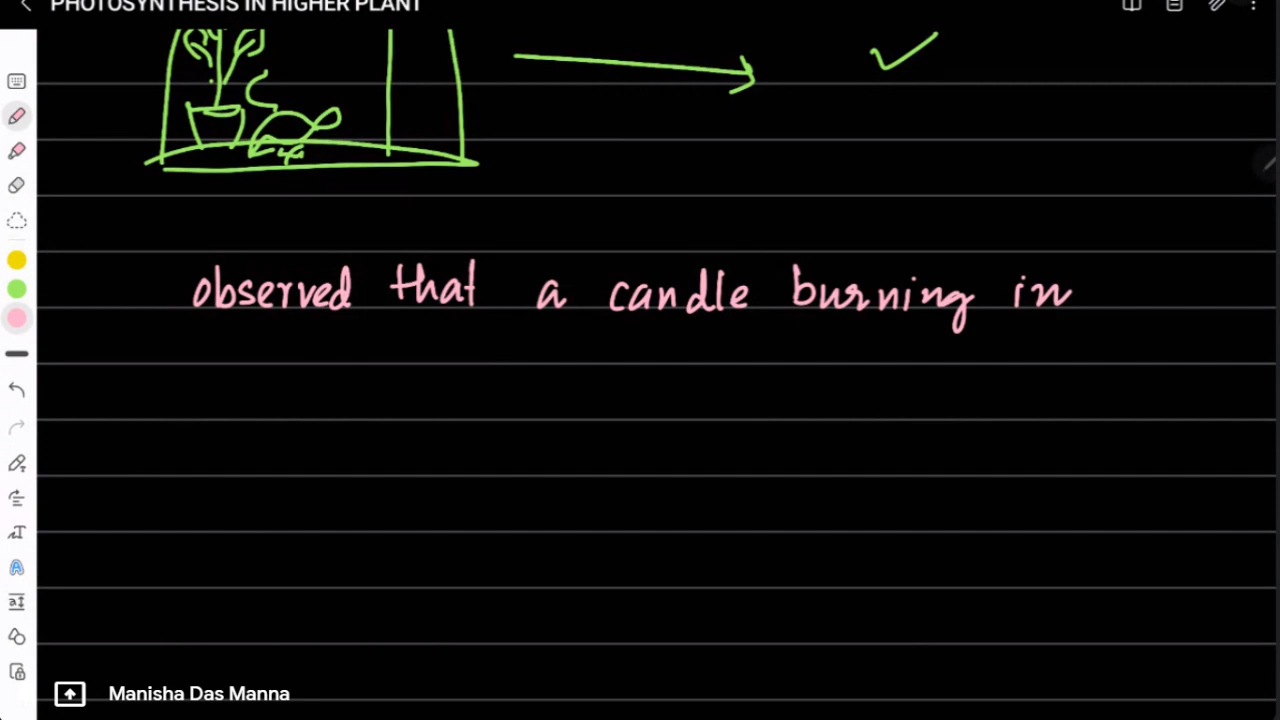 PHOTOSYNTHESIS IN HIGHER PLANT
observed that a candle burning in
Manisha Das Manna